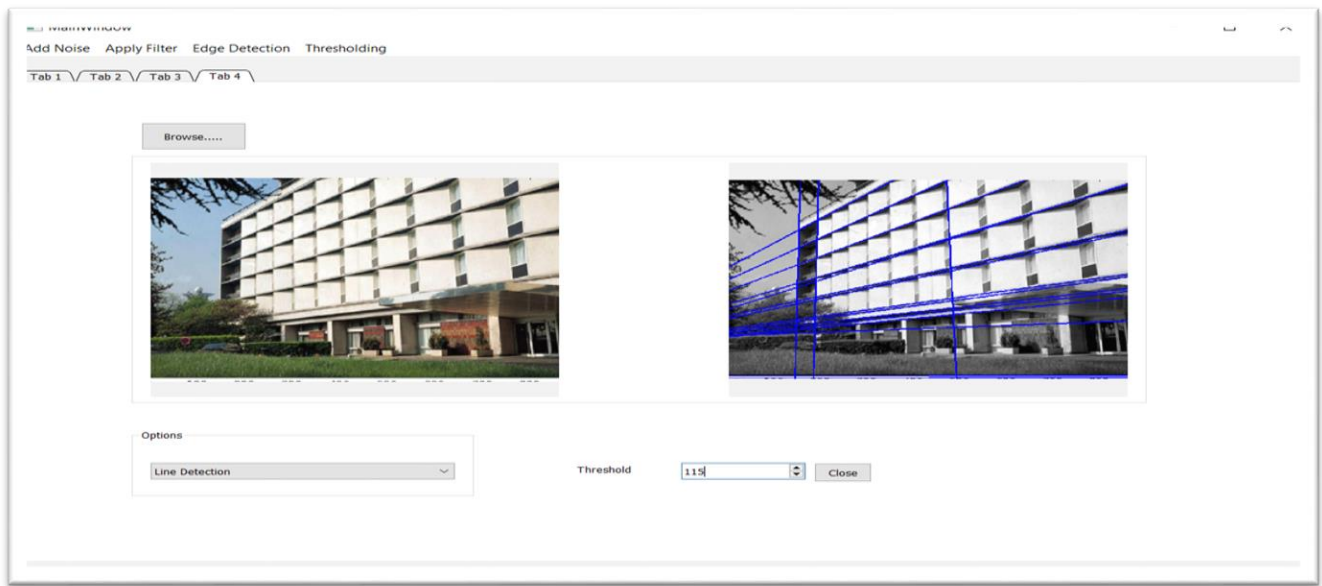 MainWindow
Add Noise Apply Filter Edge Detection Thresholding
Tab 1 Tab 2 Tab 3 Tab 4
Browse.....
Options
Line Detection
Threshold 115 Close